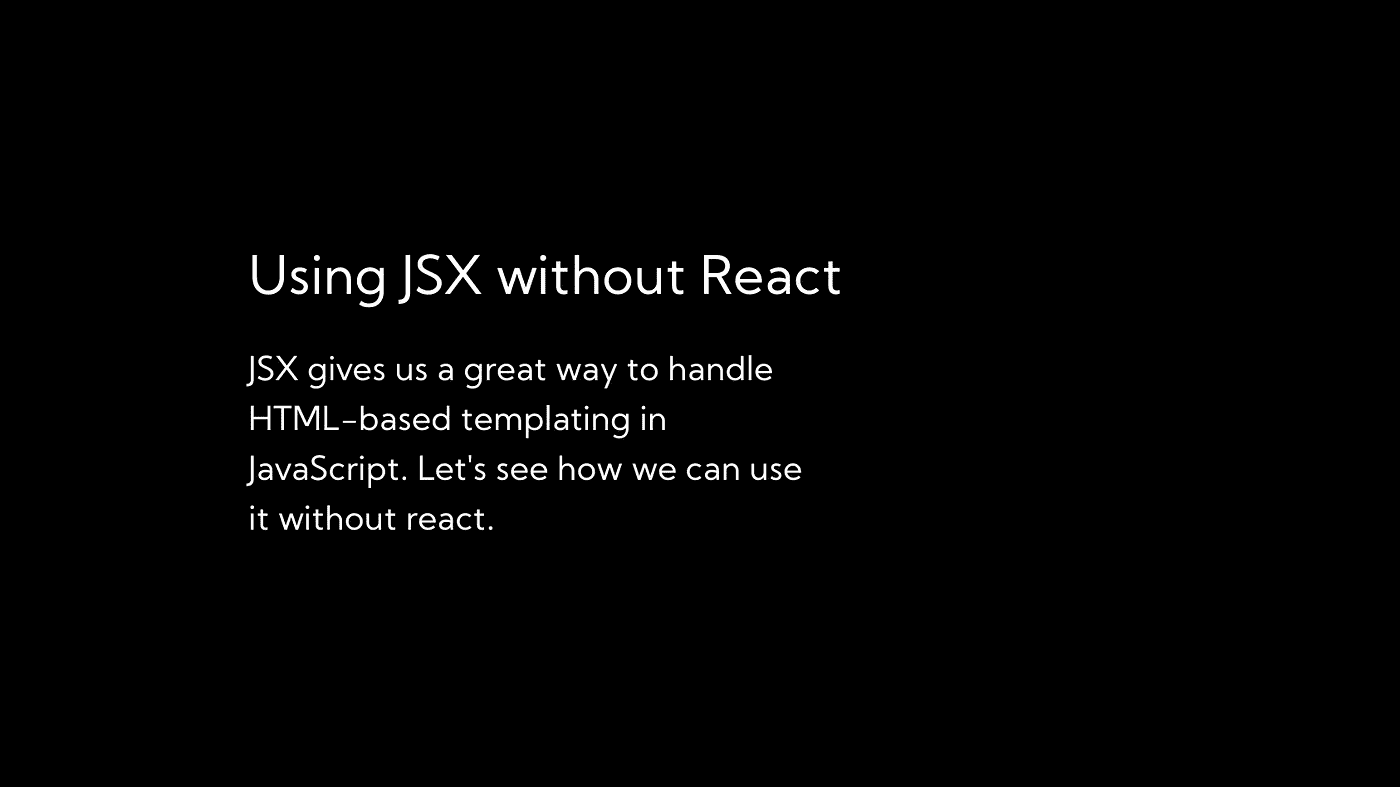 Using JSX without React
JSX gives us a great way to handle
HTML-based templating in
JavaScript. Let's see how we can use
it without react.